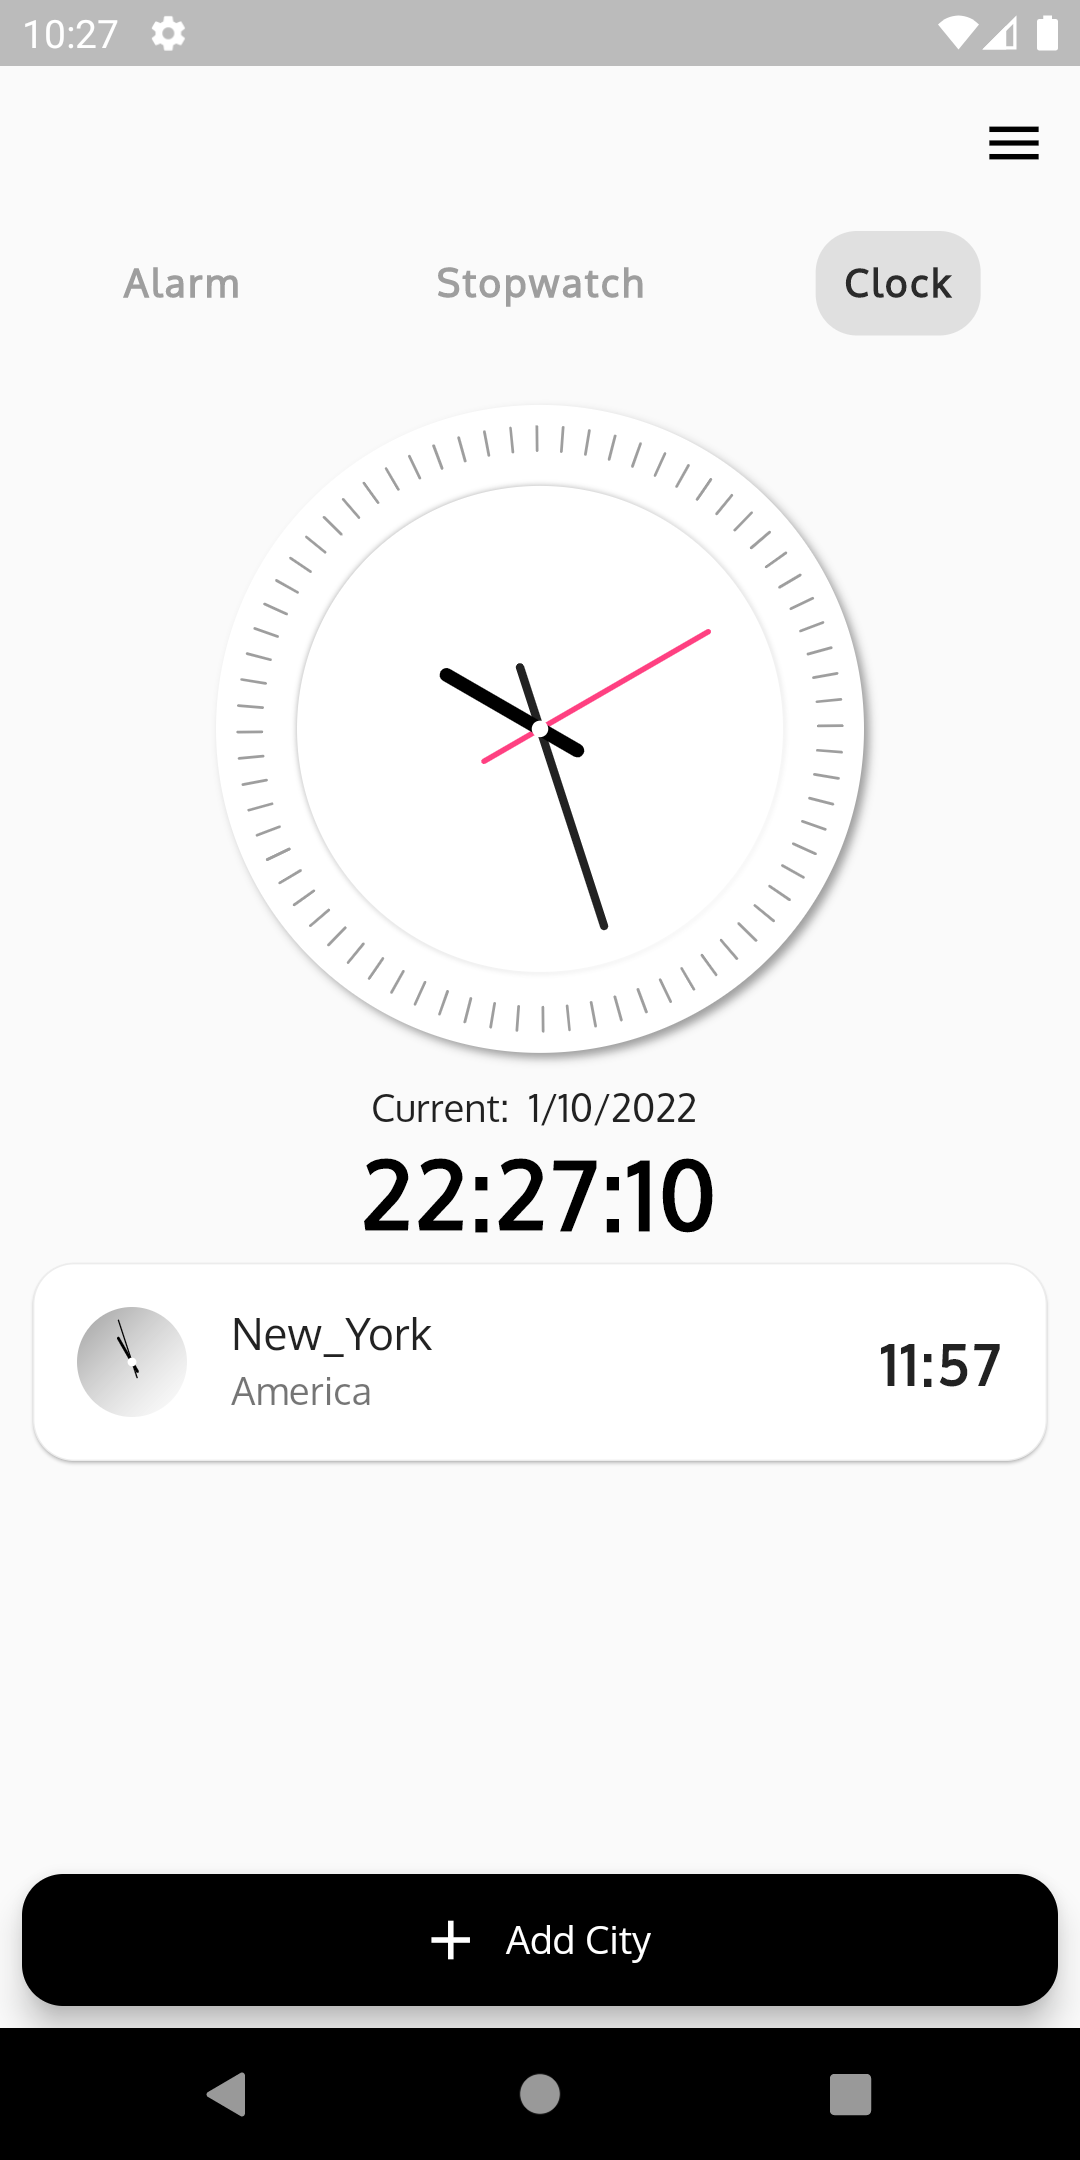 10:27
Alarm Stopwatch Clock
Current: 1/10/2022
22:27:10
New_York
America
11:57
Add City